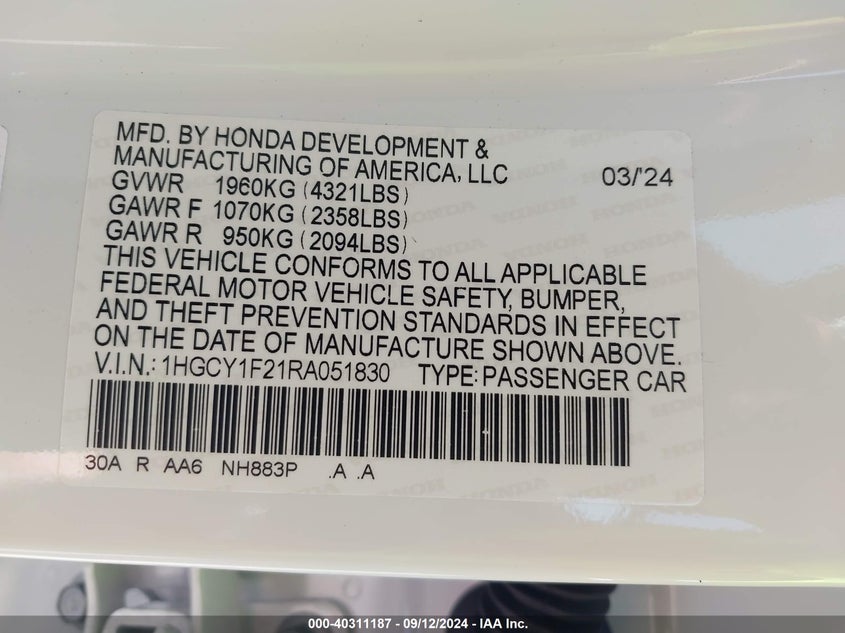 MFD. BY HONDA DEVELOPMENT &
MANUFACTURING OF AMERICA, LLC 03/'24
GVWR 1960KG (4321LBS)
GAWR F 1070KG (2358LBS)
GAWR R 950KG (2094LBS)
THIS VEHICLE CONFORMS TO ALL APPLICABLE
FEDERAL MOTOR VEHICLE SAFETY, BUMPER,
AND THEFT PREVENTION STANDARDS IN EFFECT
ON THE DATE OF MANUFACTURE SHOWN ABOVE.
V.I.N.: 1HGCY1F21RA051830 TYPE: PASSENGER CAR
30A R AA6 NH883P .A .A
000-40311187 - 09/12/2024 - IAA Inc.